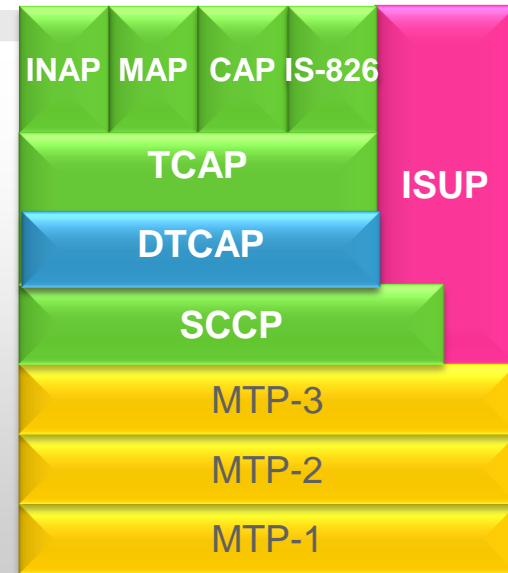 INAP MAP CAP IS-826
TCAP
ISUP
DTCAP
SCCP
MTP-3
MTP-2
MTP-1